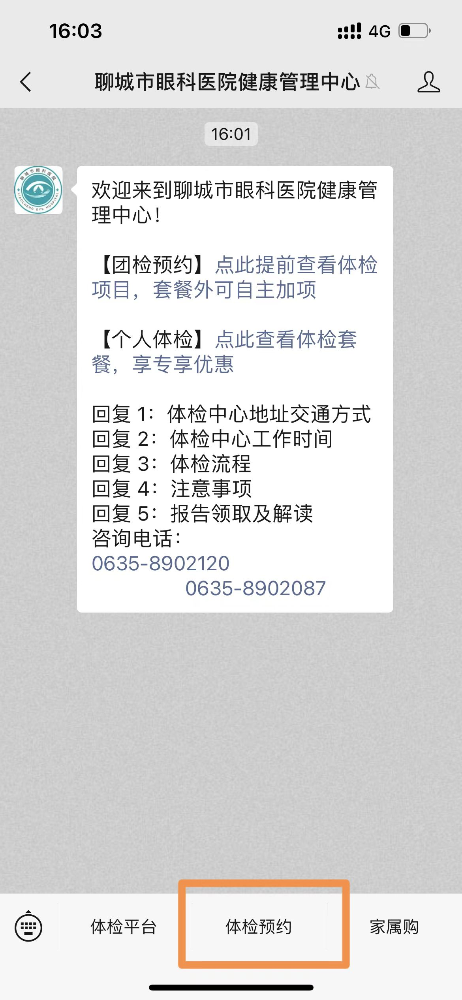 16:03
4G
聊城市眼科医院健康管理中心
16:01
聊城市眼科医院
LIAOCHENG EYE HOSPITAL
欢迎来到聊城市眼科医院健康管
理中心！
【团检预约】点此提前查看体检
项目，套餐外可自主加项
【个人体检】点此查看体检套
餐，享专享优惠
回复 1：体检中心地址交通方式
回复 2：体检中心工作时间
回复 3：体检流程
回复 4：注意事项
回复 5：报告领取及解读
咨询电话：
0635-8902120
0635-8902087
体检平台
体检预约
家属购